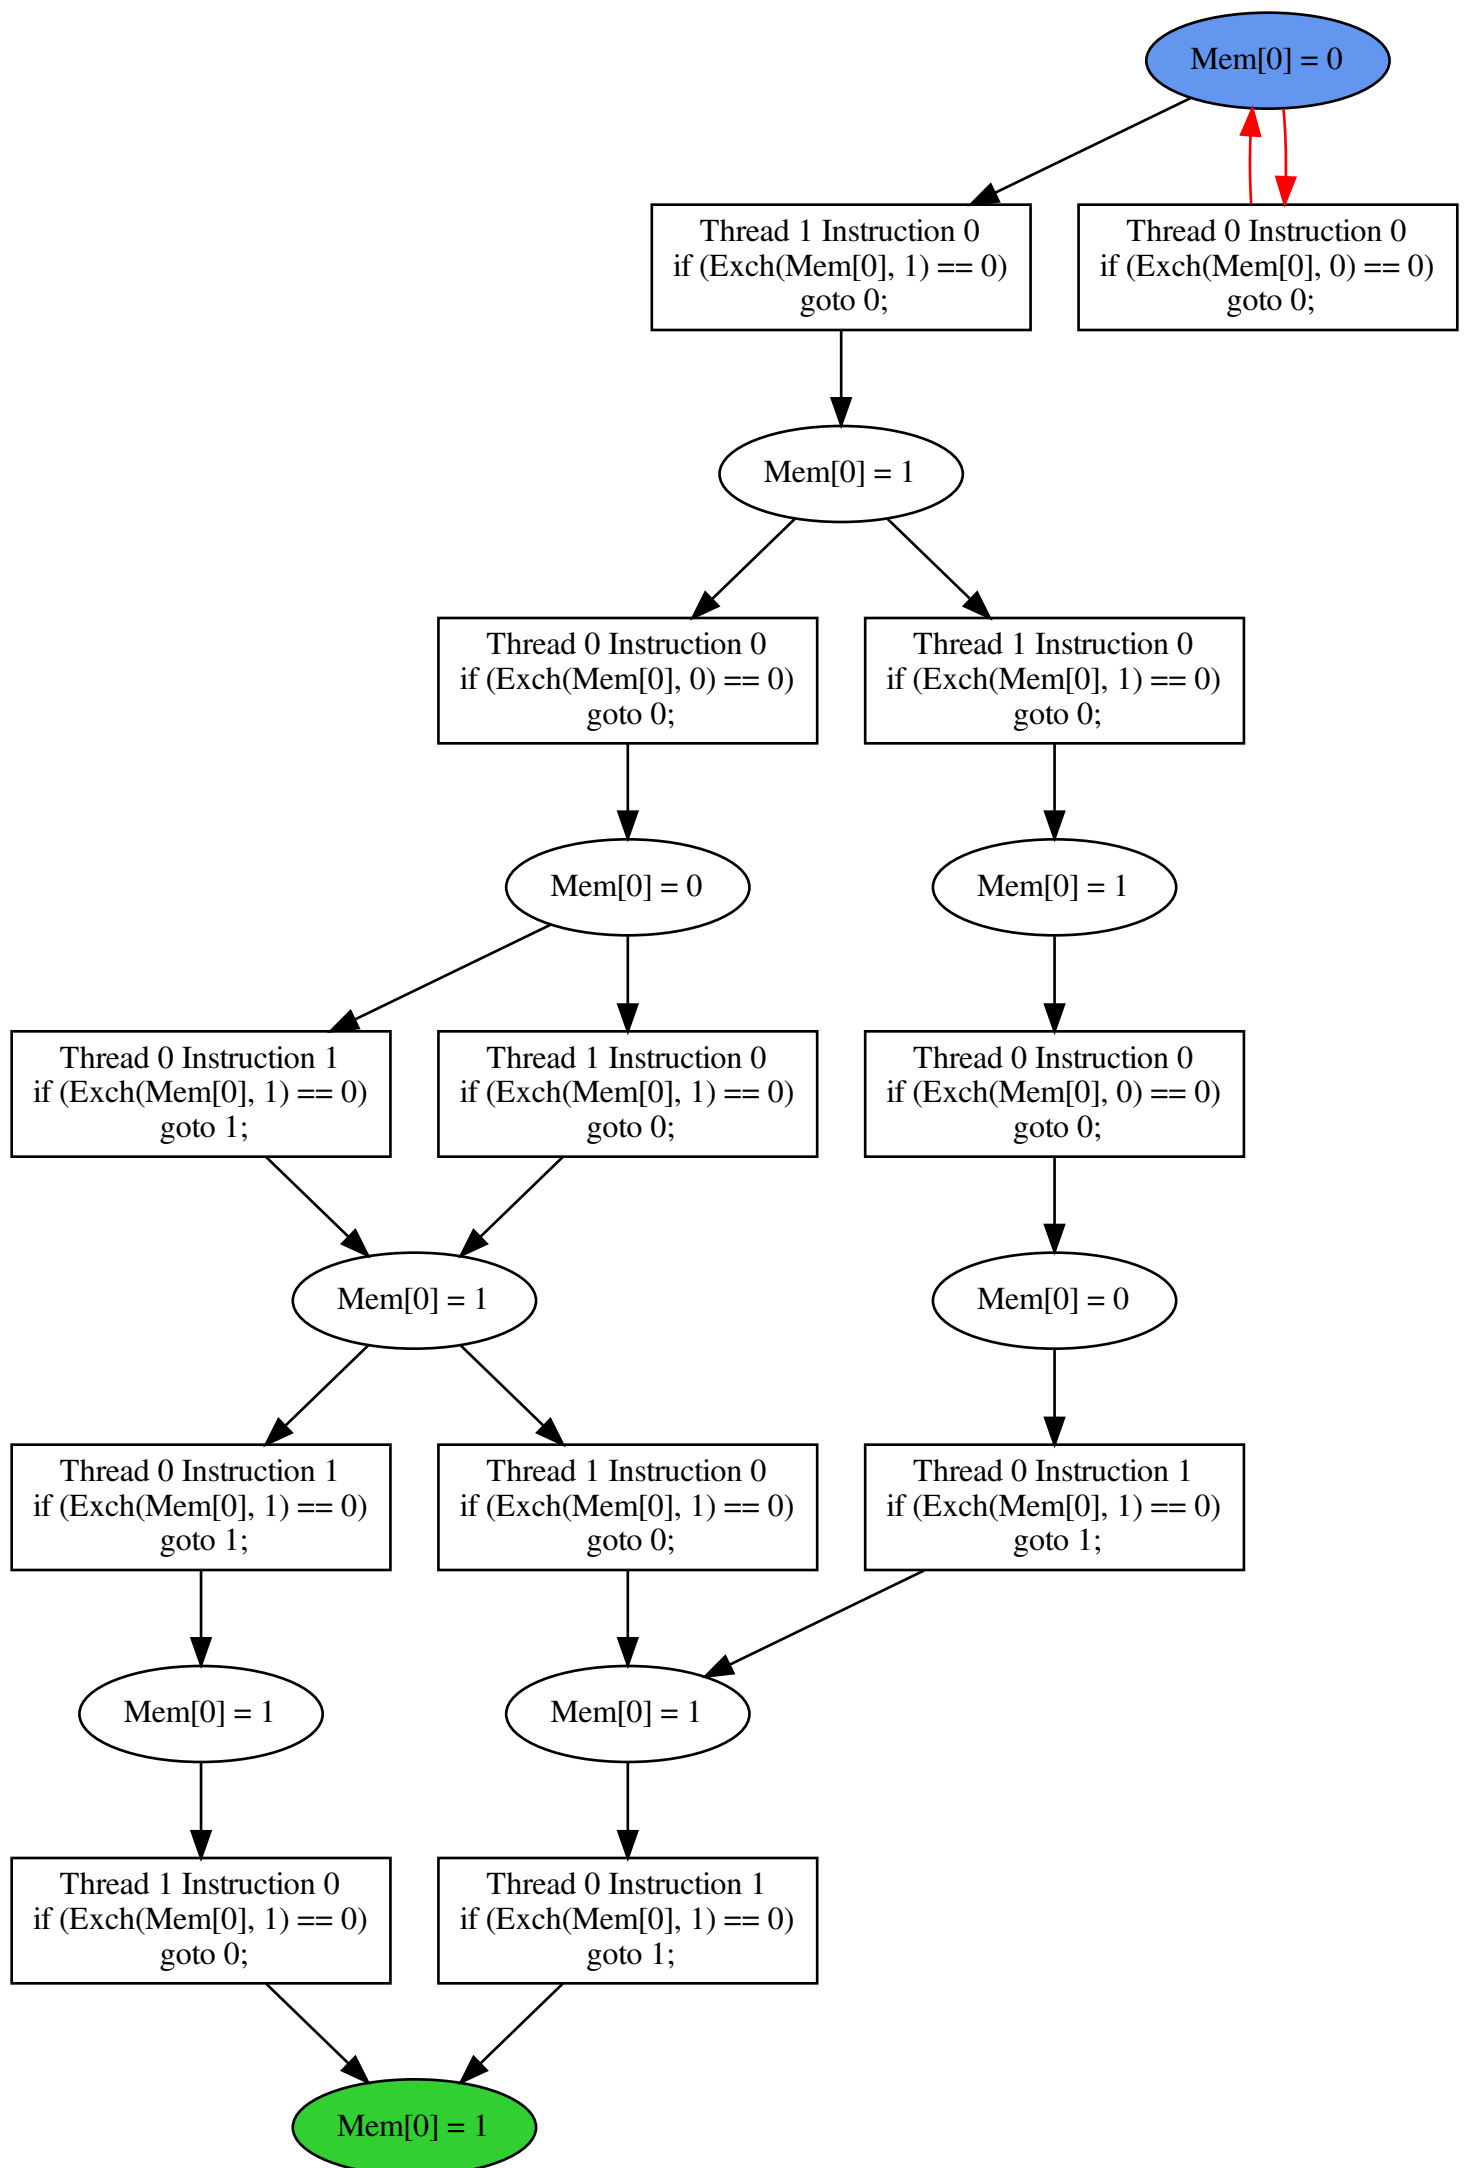 Mem[0] = 0
Thread 1 Instruction 0
if (Exch(Mem[0], 1) == 0)
goto 0;
Thread 0 Instruction 0
if (Exch(Mem[0], 0) == 0)
goto 0;
Mem[0] = 1
Thread 0 Instruction 0
if (Exch(Mem[0], 0) == 0)
goto 0;
Thread 1 Instruction 0
if (Exch(Mem[0], 1) == 0)
goto 0;
Mem[0] = 0
Mem[0] = 1
Thread 0 Instruction 1
if (Exch(Mem[0], 1) == 0)
goto 1;
Thread 1 Instruction 0
if (Exch(Mem[0], 1) == 0)
goto 0;
Thread 0 Instruction 0
if (Exch(Mem[0], 0) == 0)
goto 0;
Mem[0] = 1
Mem[0] = 0
Thread 0 Instruction 1
if (Exch(Mem[0], 1) == 0)
goto 1;
Thread 1 Instruction 0
if (Exch(Mem[0], 1) == 0)
goto 0;
Thread 0 Instruction 1
if (Exch(Mem[0], 1) == 0)
goto 1;
Mem[0] = 1
Mem[0] = 1
Thread 1 Instruction 0
if (Exch(Mem[0], 1) == 0)
goto 0;
Thread 0 Instruction 1
if (Exch(Mem[0], 1) == 0)
goto 1;
Mem[0] = 1